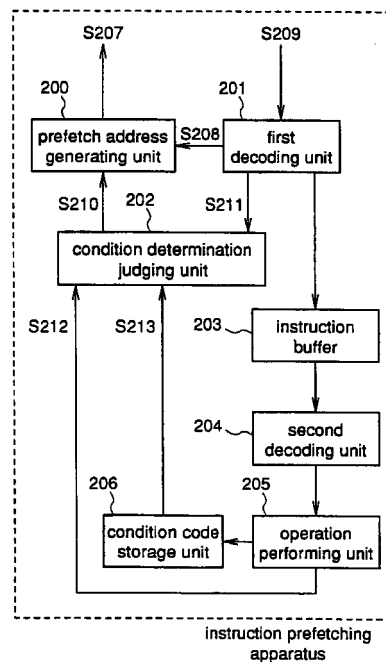 S207
S209
200
201
prefetch address
generating unit
S208
first
decoding unit
S210
202
S211
condition determination
judging unit
S212
S213
203
instruction
buffer
204
second
decoding unit
206
205
condition code
storage unit
operation
performing unit
instruction prefetching
apparatus